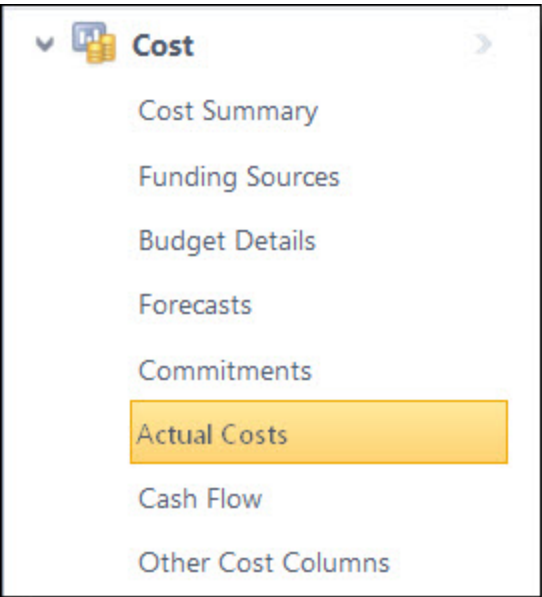 Cost
Cost Summary
Funding Sources
Budget Details
Forecasts
Commitments
Actual Costs
Cash Flow
Other Cost Columns